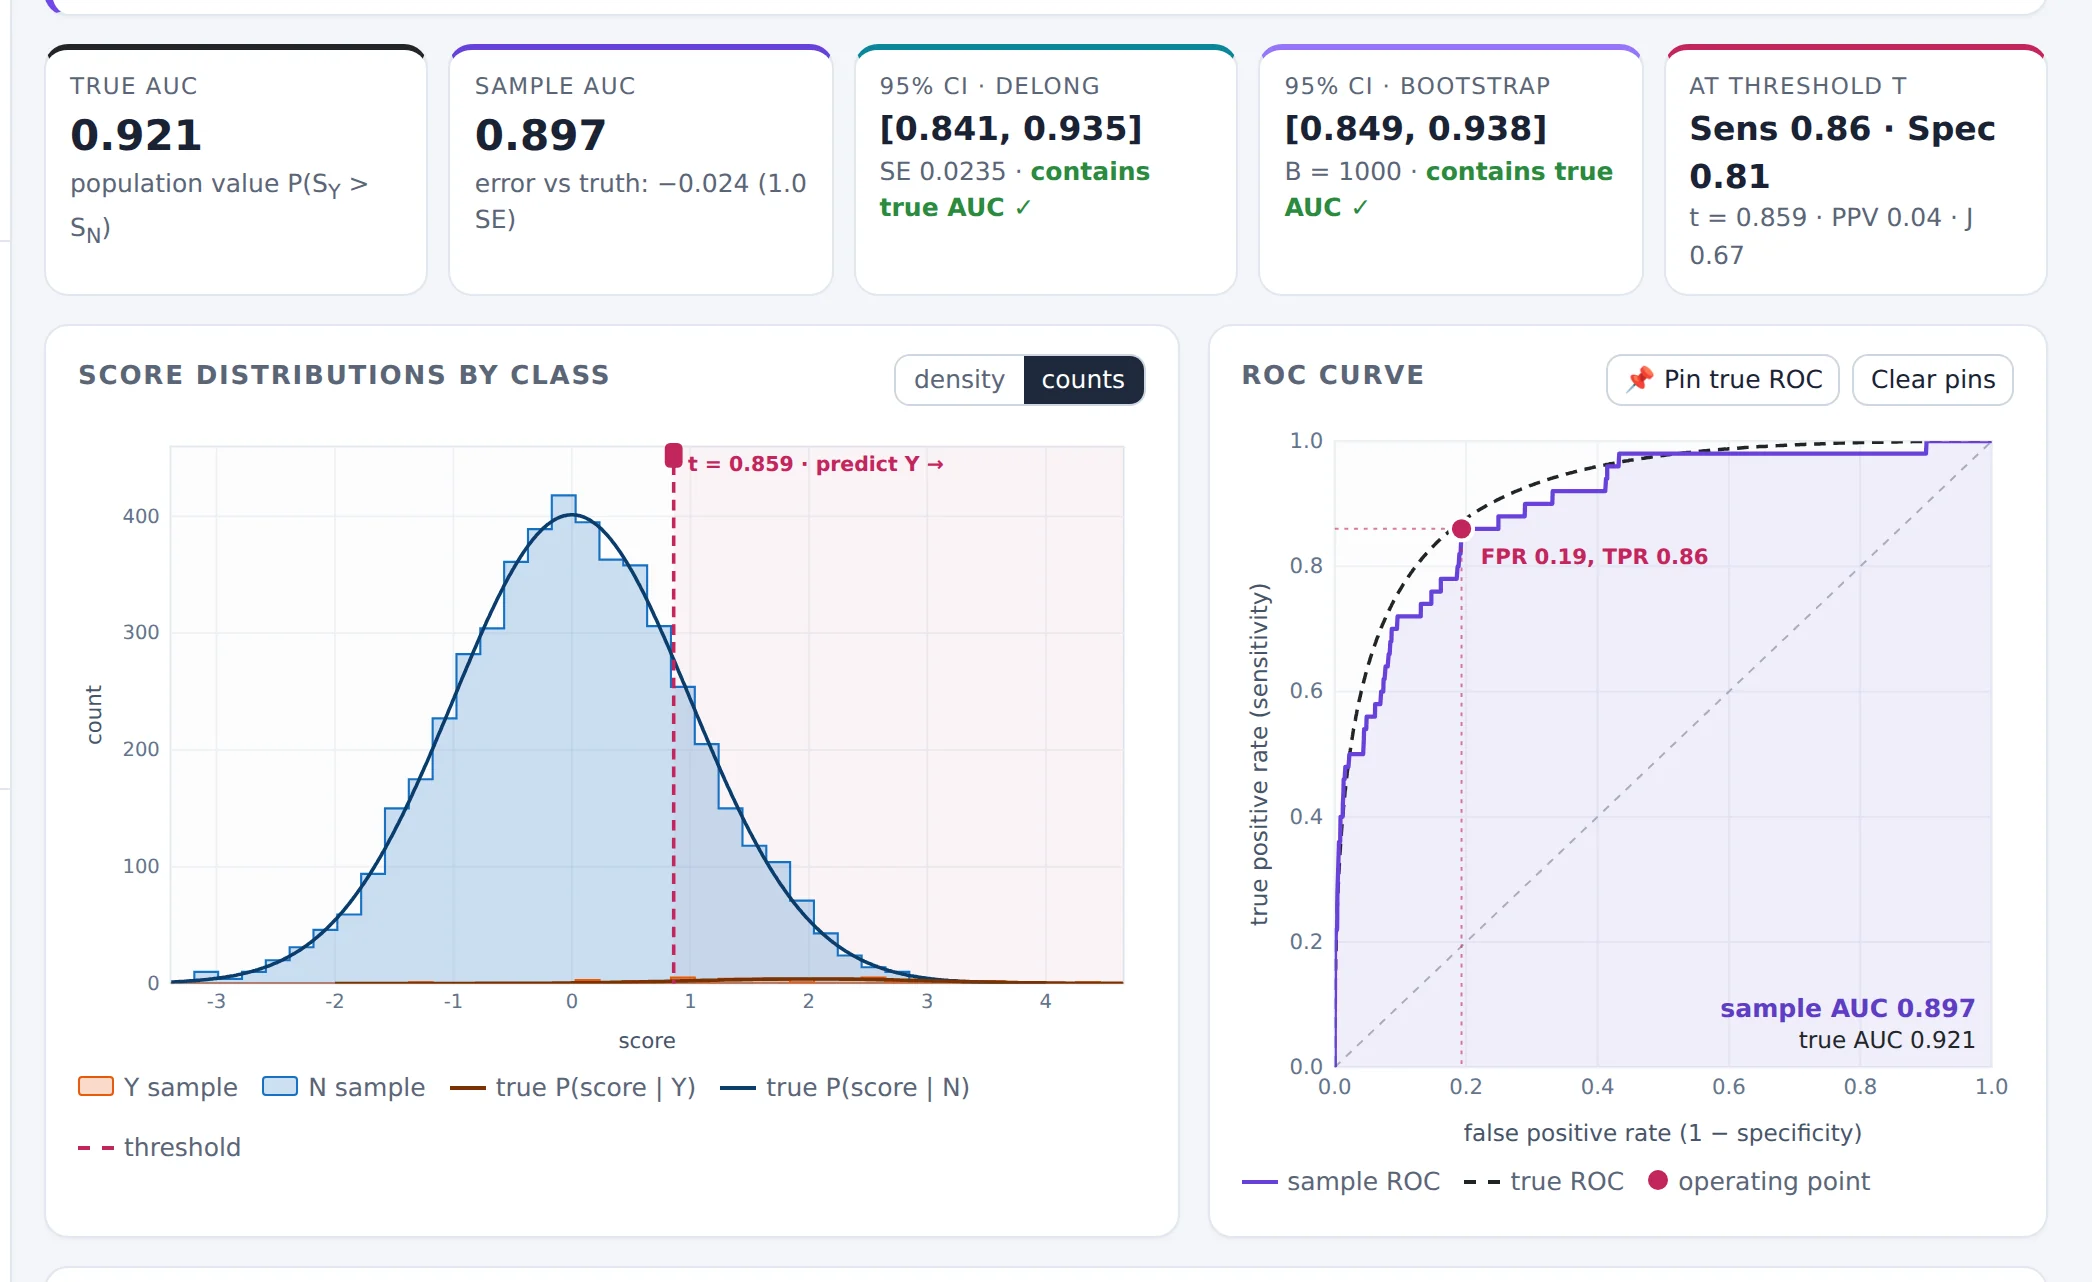 TRUE AUC
0.921
population value P(S_Y >
S_N)
SAMPLE AUC
0.897
error vs truth: −0.024 (1.0
SE)
95% CI · DELONG
[0.841, 0.935]
SE 0.0235 · contains
true AUC ✓
95% CI · BOOTSTRAP
[0.849, 0.938]
B = 1000 · contains true
AUC ✓
AT THRESHOLD T
Sens 0.86 · Spec
0.81
t = 0.859 · PPV 0.04 · J
0.67
SCORE DISTRIBUTIONS BY CLASS
density counts
t = 0.859 · predict Y →
400
300
200
100
0
count
-3 -2 -1 0 1 2 3 4
score
Y sample N sample true P(score | Y) true P(score | N)
threshold
ROC CURVE
📌 Pin true ROC Clear pins
1.0
0.8
0.6
0.4
0.2
0.0
true positive rate (sensitivity)
FPR 0.19, TPR 0.86
sample AUC 0.897
true AUC 0.921
0.0 0.2 0.4 0.6 0.8 1.0
false positive rate (1 − specificity)
sample ROC true ROC operating point